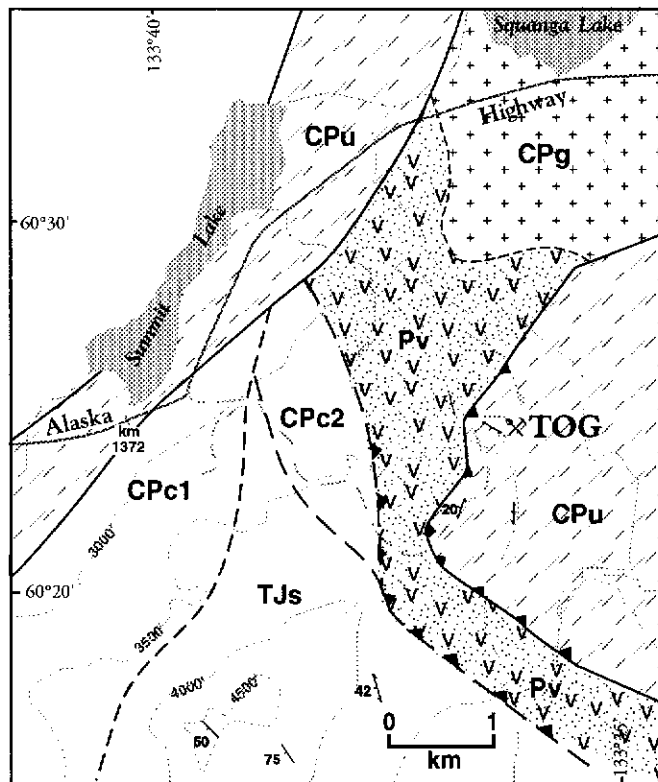 133°40'
Squanga Lake
Highway
CPu
CPg
60°30'
Summit Lake
Pv
CPc2
TOG
Alaska
km
1372
CPc1
20
CPu
3000'
60°20'
TJs
3500'
4000'
4500'
42
Pv
50
75
0 1
km
133°35'